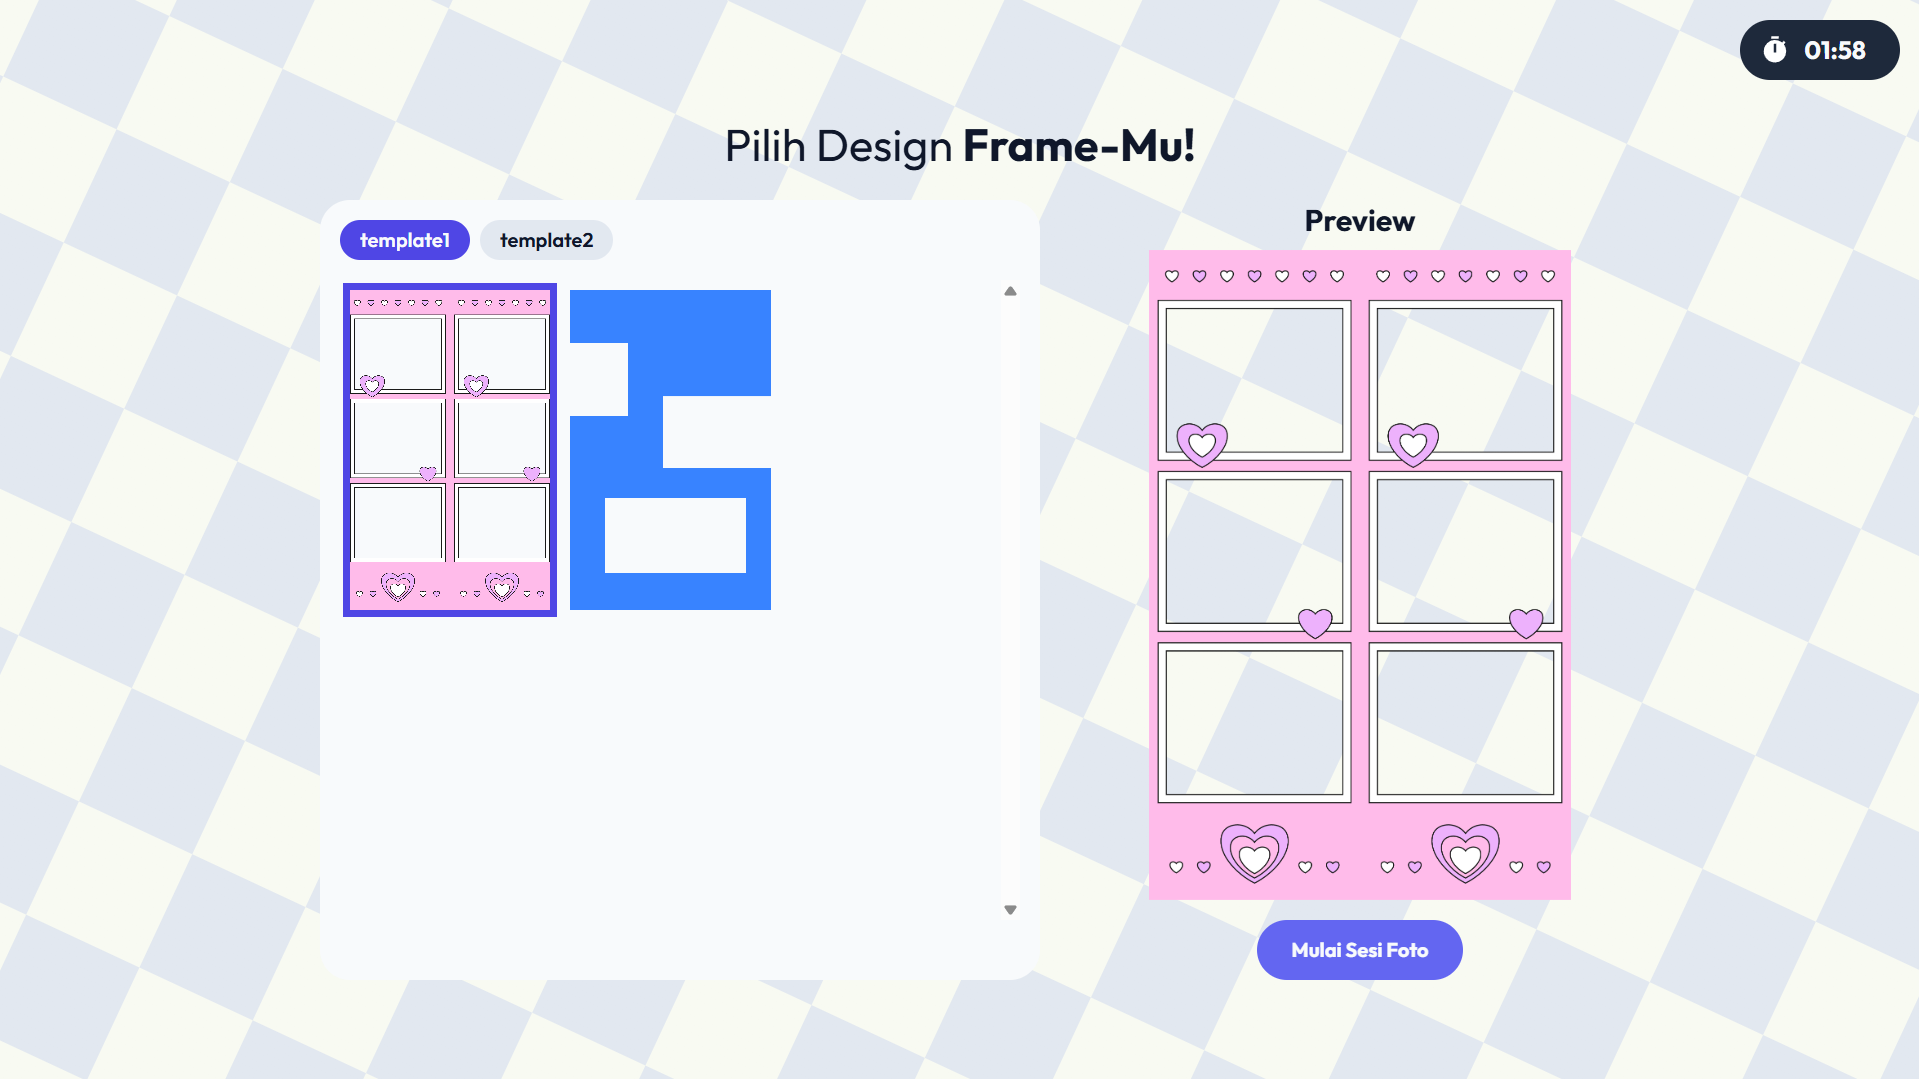 01:58
Pilih Design Frame-Mu!
template1 template2
Preview
Mulai Sesi Foto